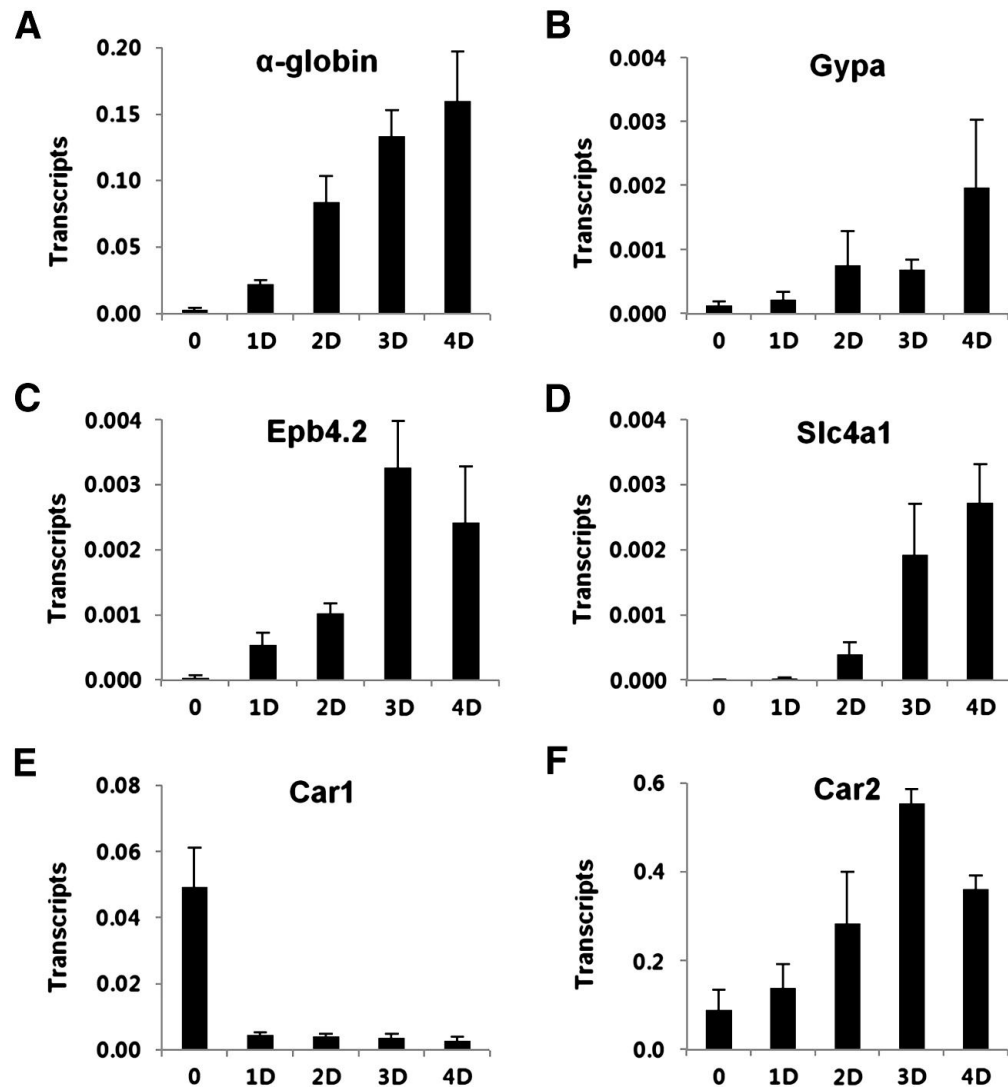 A
α-globin
Transcripts
0.20
0.15
0.10
0.05
0.00
0 1D 2D 3D 4D
B
Gypa
Transcripts
0.004
0.003
0.002
0.001
0.000
0 1D 2D 3D 4D
C
Epb4.2
Transcripts
0.004
0.003
0.002
0.001
0.000
0 1D 2D 3D 4D
D
Slc4a1
Transcripts
0.004
0.003
0.002
0.001
0.000
0 1D 2D 3D 4D
E
Car1
Transcripts
0.08
0.06
0.04
0.02
0.00
0 1D 2D 3D 4D
F
Car2
Transcripts
0.6
0.4
0.2
0.0
0 1D 2D 3D 4D